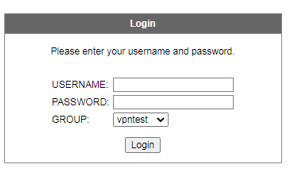 Login
Please enter your username and password.
USERNAME:
PASSWORD:
GROUP: vpntest
Login